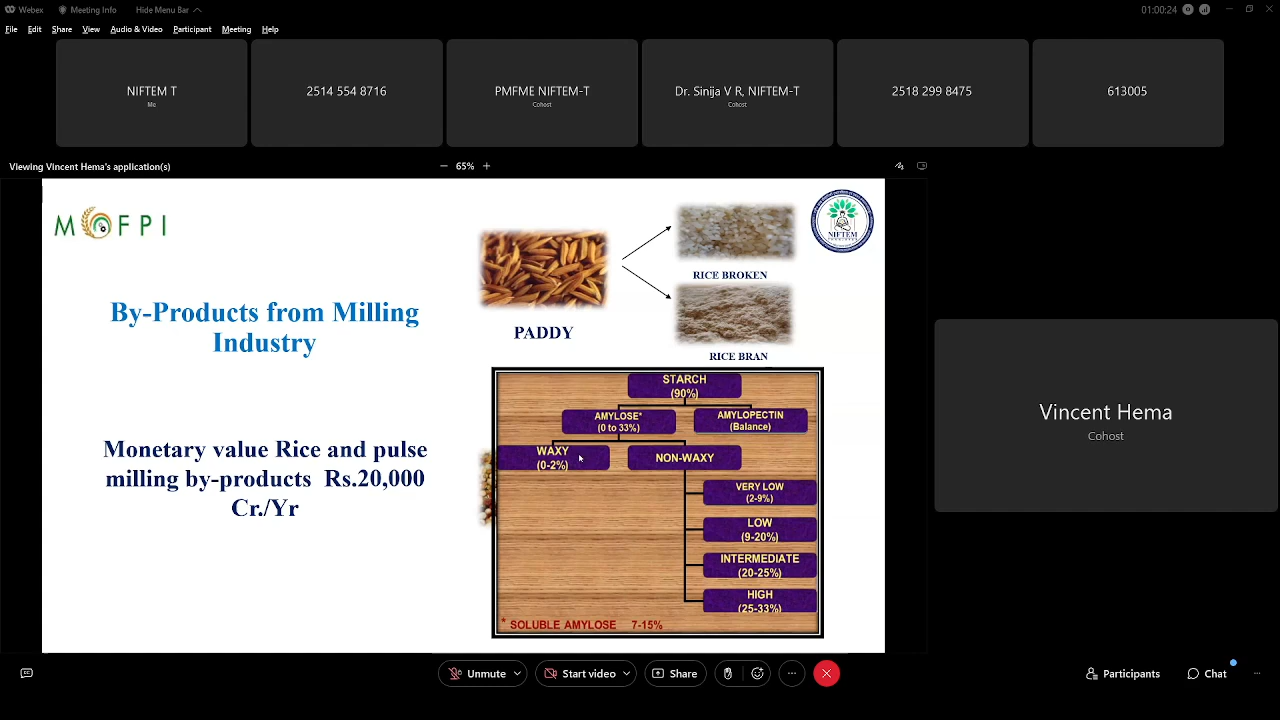 Webex
Meeting Info
Hide Menu Bar
01:00:24
File Edit Share View Audio & Video Participant Meeting Help
NIFTEM T
Me
2514 554 8716
PMFME NIFTEM-T
Cohost
Dr. Sinija V R, NIFTEM-T
Cohost
2518 299 8475
613005
Viewing Vincent Hema's application(s)
65%
MOFPI
NIFTEM
By-Products from Milling
Industry
Monetary value Rice and pulse
milling by-products Rs.20,000
Cr./Yr
PADDY
RICE BROKEN
RICE BRAN
STARCH
(90%)
AMYLOSE*
(0 to 33%)
AMYLOPECTIN
(Balance)
WAXY
(0-2%)
NON-WAXY
VERY LOW
(2-9%)
LOW
(9-20%)
INTERMEDIATE
(20-25%)
HIGH
(25-33%)
* SOLUBLE AMYLOSE 7-15%
Vincent Hema
Cohost
Unmute
Start video
Share
Participants
Chat